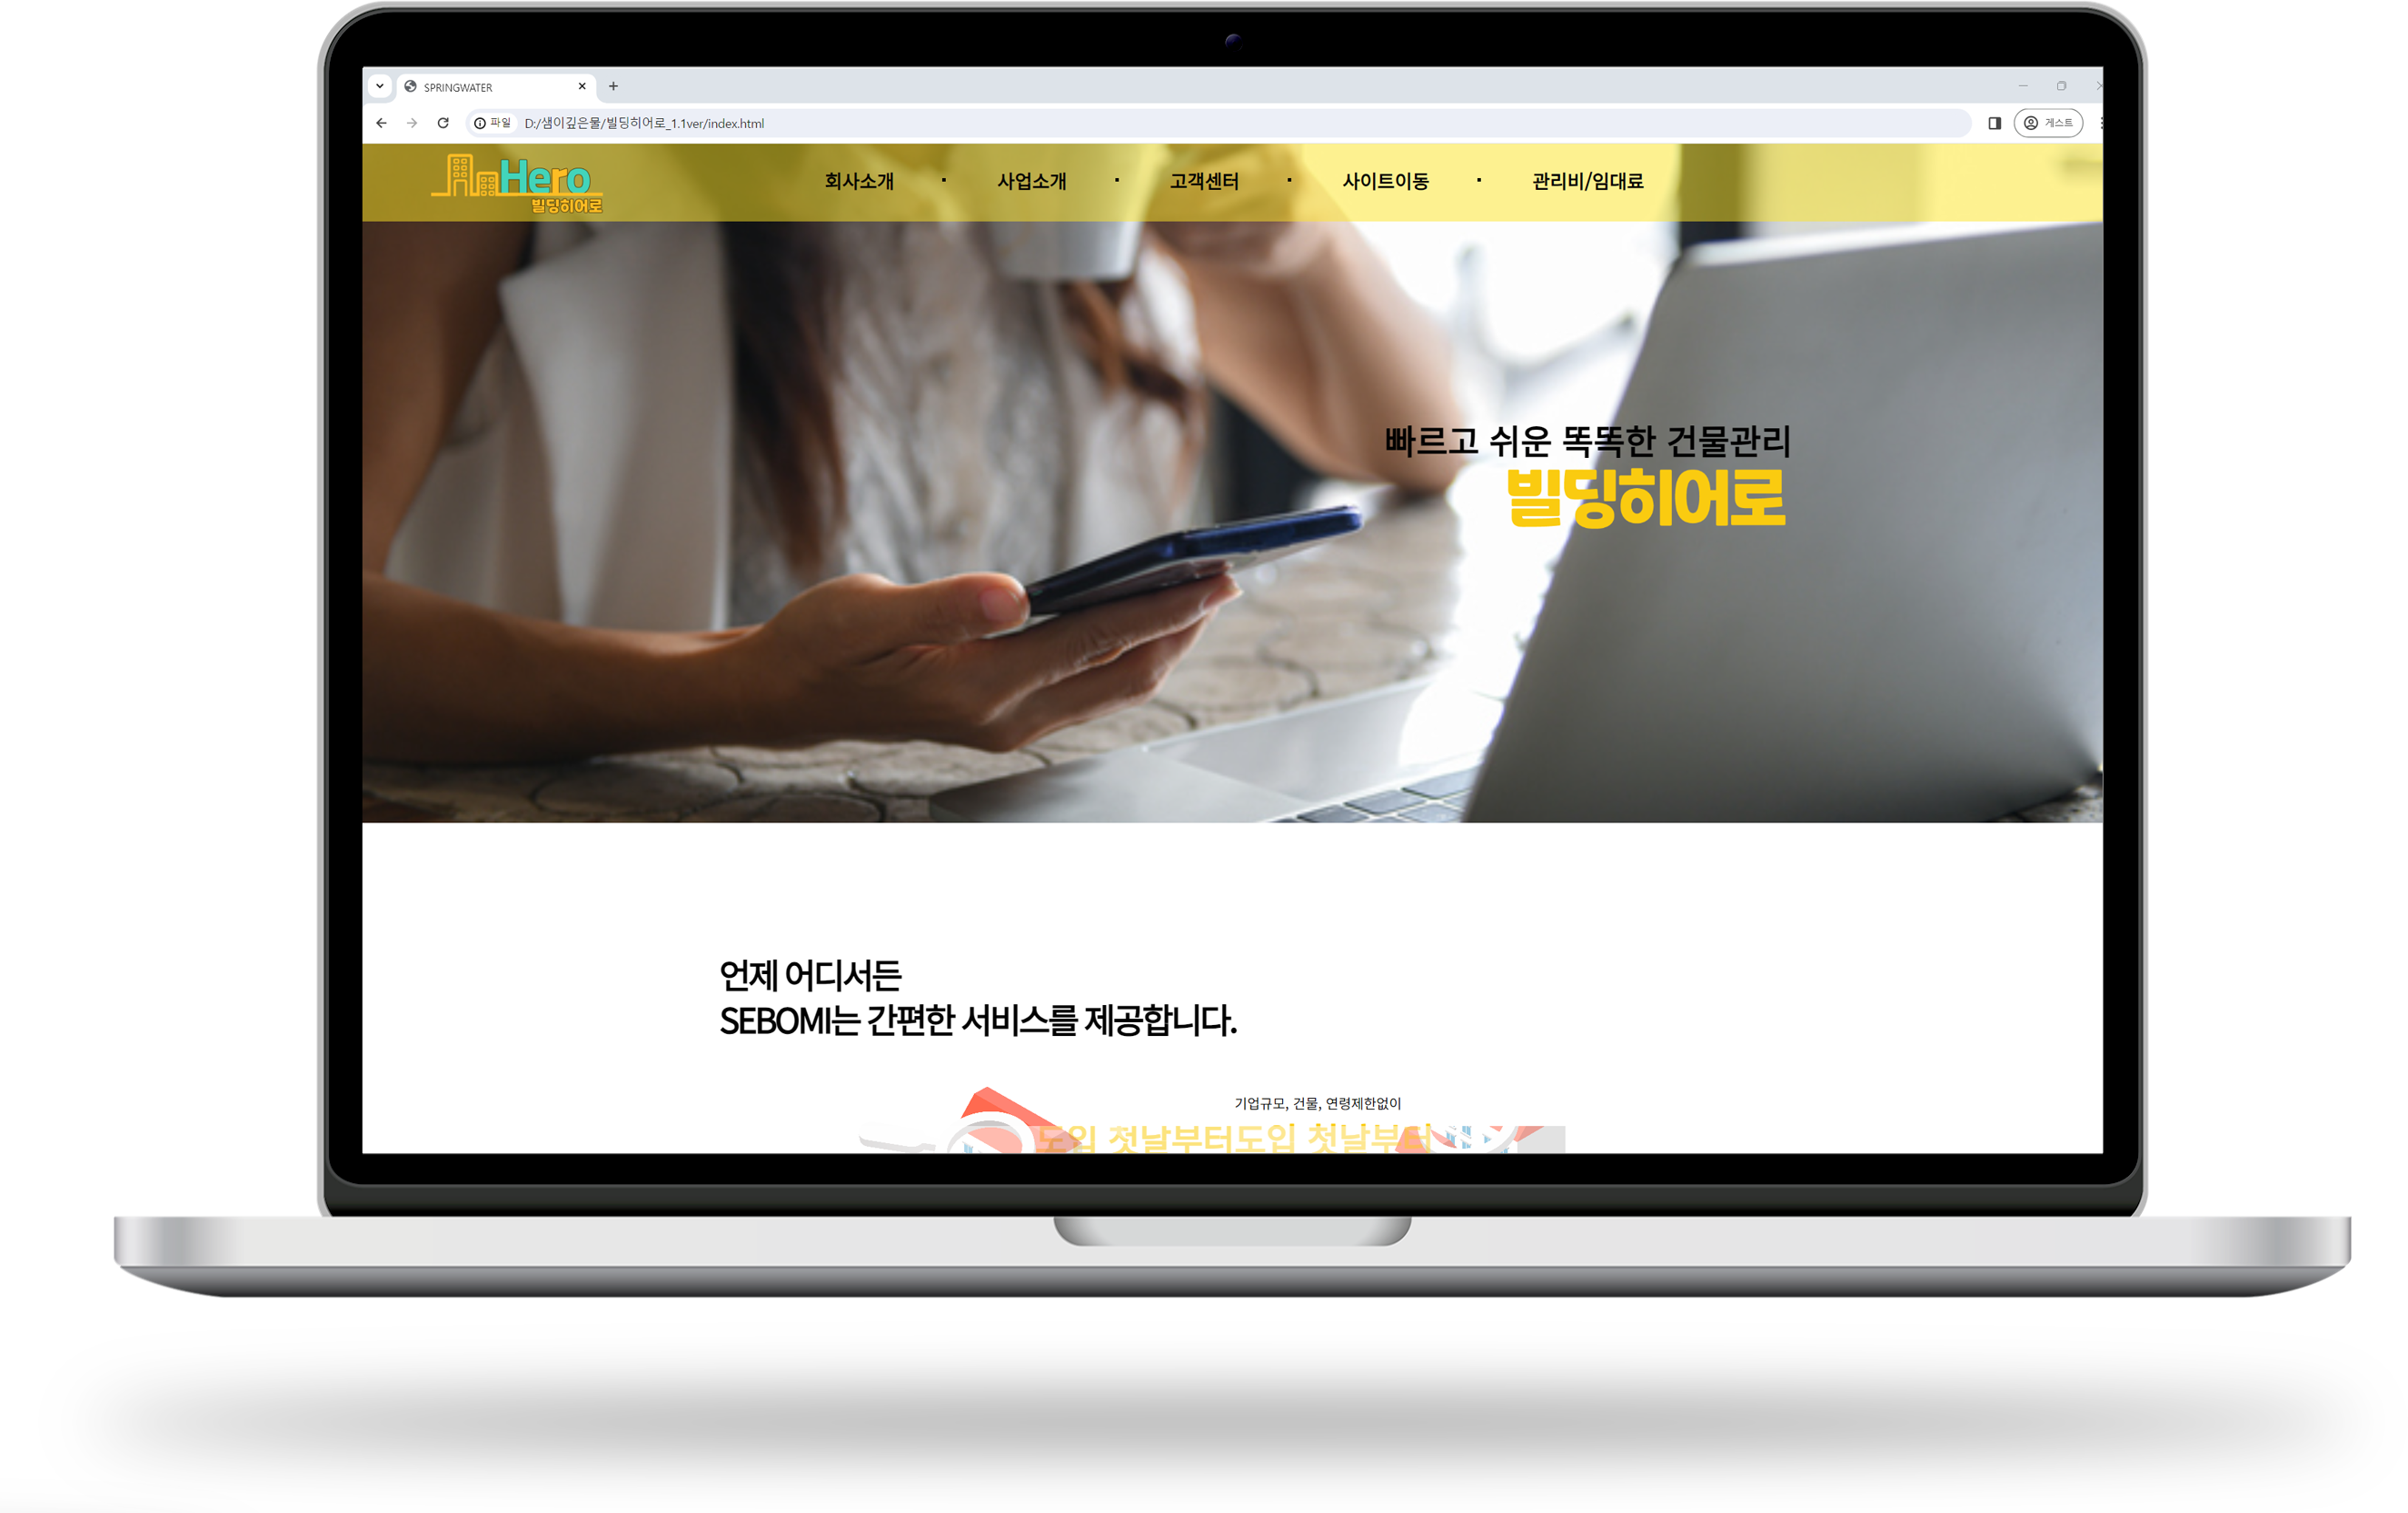 SPRINGWATER
파일 D:/샘이깊은물/빌딩히어로_1.1ver/index.html 게스트
Hero
빌딩히어로
회사소개 · 사업소개 · 고객센터 · 사이트이동 · 관리비/임대료
빠르고 쉬운 똑똑한 건물관리
빌딩히어로
언제 어디서든
SEBOMI는 간편한 서비스를 제공합니다.
기업규모, 건물, 연령제한없이
도입 첫날부터도입 첫날부터